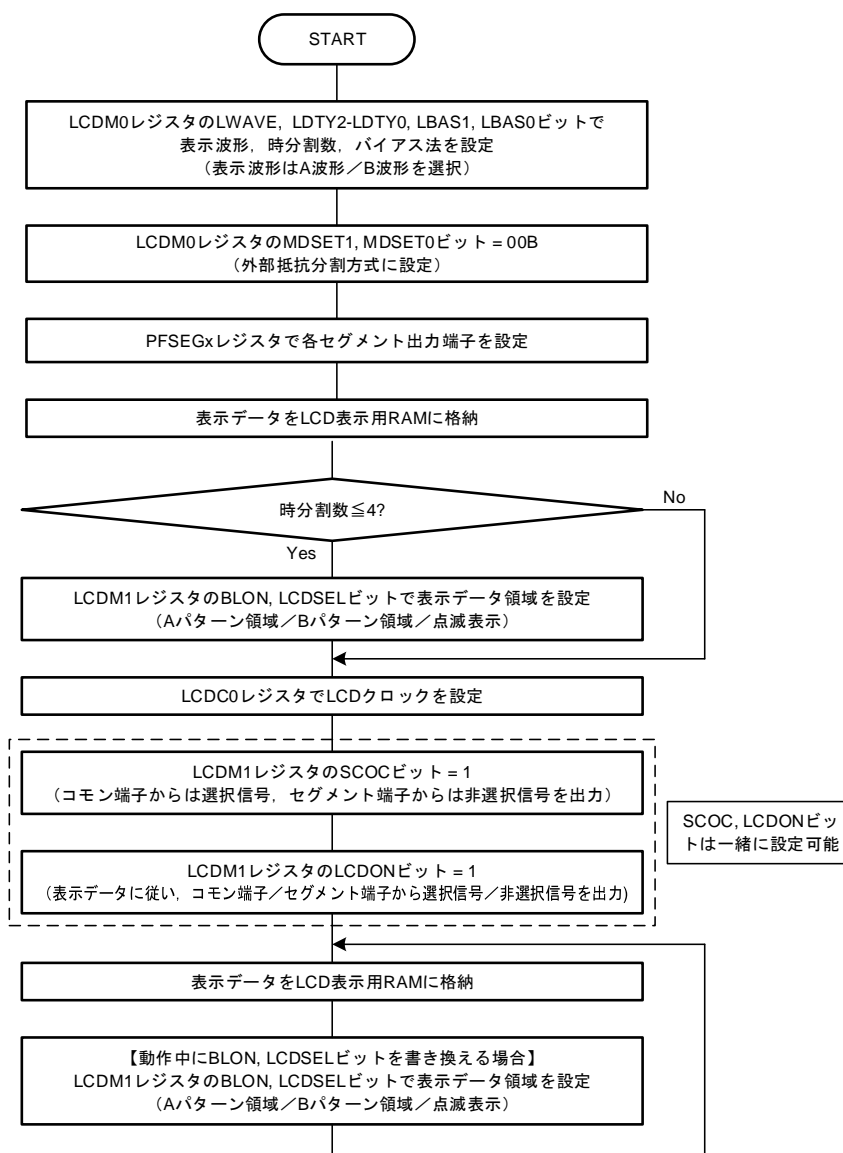 START
LCDM0レジスタのLWAVE, LDTY2-LDTY0, LBAS1, LBAS0ビットで
表示波形，時分割数，バイアス法を設定
（表示波形はA波形／B波形を選択）
LCDM0レジスタのMDSET1, MDSET0ビット = 00B
（外部抵抗分割方式に設定）
PFSEGxレジスタで各セグメント出力端子を設定
表示データをLCD表示用RAMに格納
時分割数≦4?
No
Yes
LCDM1レジスタのBLON, LCDSELビットで表示データ領域を設定
（Aパターン領域／Bパターン領域／点滅表示）
LCDC0レジスタでLCDクロックを設定
LCDM1レジスタのSCOCビット = 1
（コモン端子からは選択信号，セグメント端子からは非選択信号を出力）
SCOC, LCDONビッ
トは一緒に設定可能
LCDM1レジスタのLCDONビット = 1
(表示データに従い，コモン端子／セグメント端子から選択信号／非選択信号を出力)
表示データをLCD表示用RAMに格納
【動作中にBLON, LCDSELビットを書き換える場合】
LCDM1レジスタのBLON, LCDSELビットで表示データ領域を設定
（Aパターン領域／Bパターン領域／点滅表示）